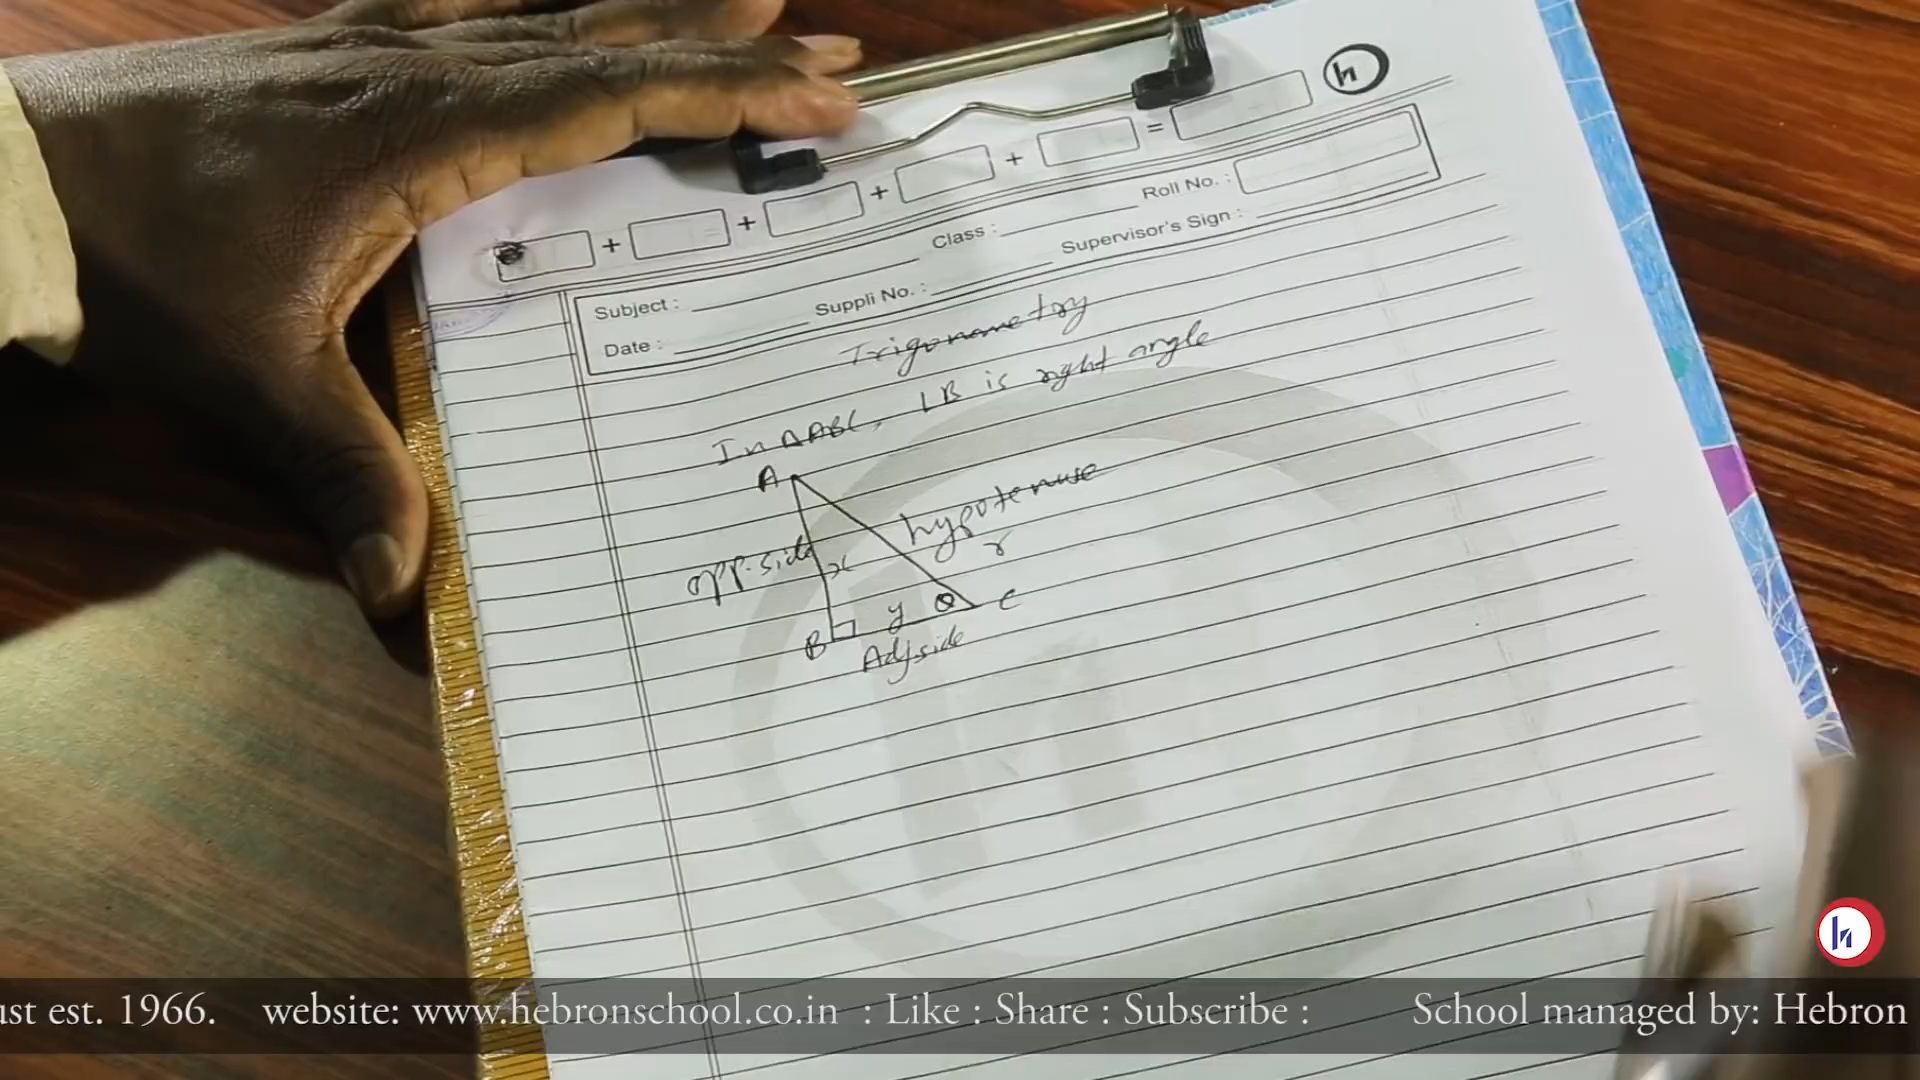 + + + + =
Roll No. :
Class :
Supervisor's Sign :
Subject :
Suppli No. :
Date :
Trigonometry
In ΔABC, ∠B is right angle
A
hypotenuse
r
opp. side
x
y
θ
C
B
Adj.side
ust est. 1966. website: www.hebronschool.co.in : Like : Share : Subscribe : School managed by: Hebron